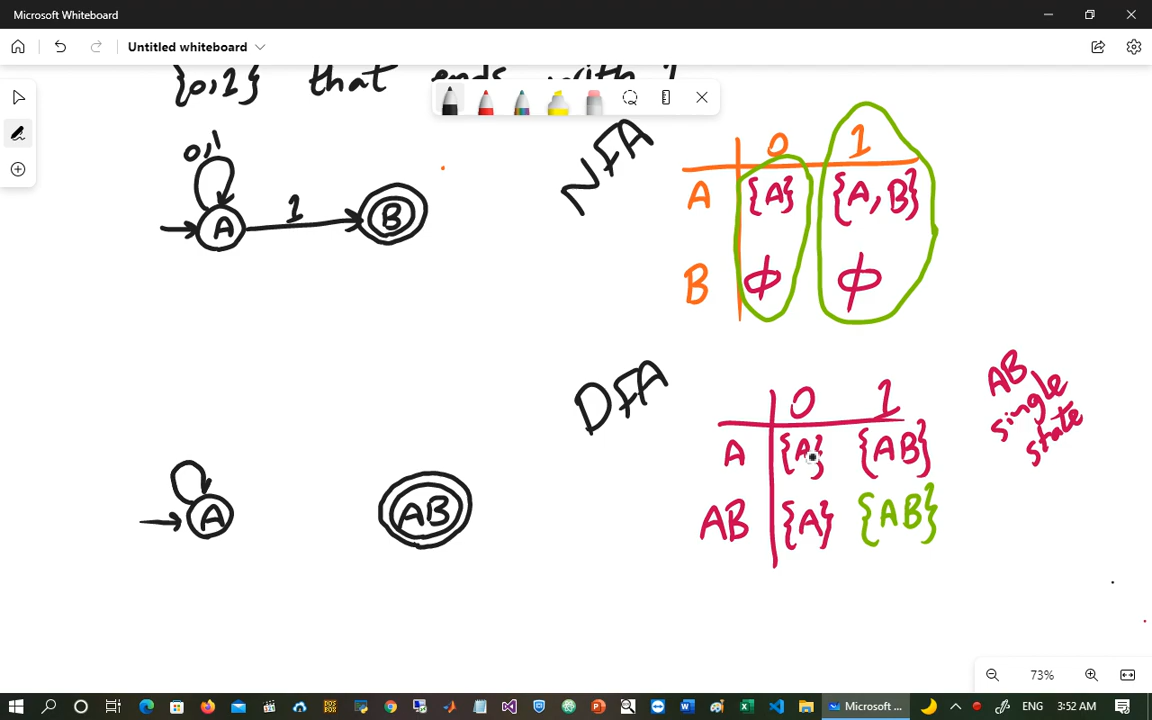 Microsoft Whiteboard
Untitled whiteboard
{0,1} that ends with 1
0,1
A
1
B
NFA
0 1
A {A} {A,B}
B ϕ ϕ
DFA
0 1
A {A} {AB}
AB {A} {AB}
AB
single
state
A
AB
73%
Microsoft ...
ENG
3:52 AM